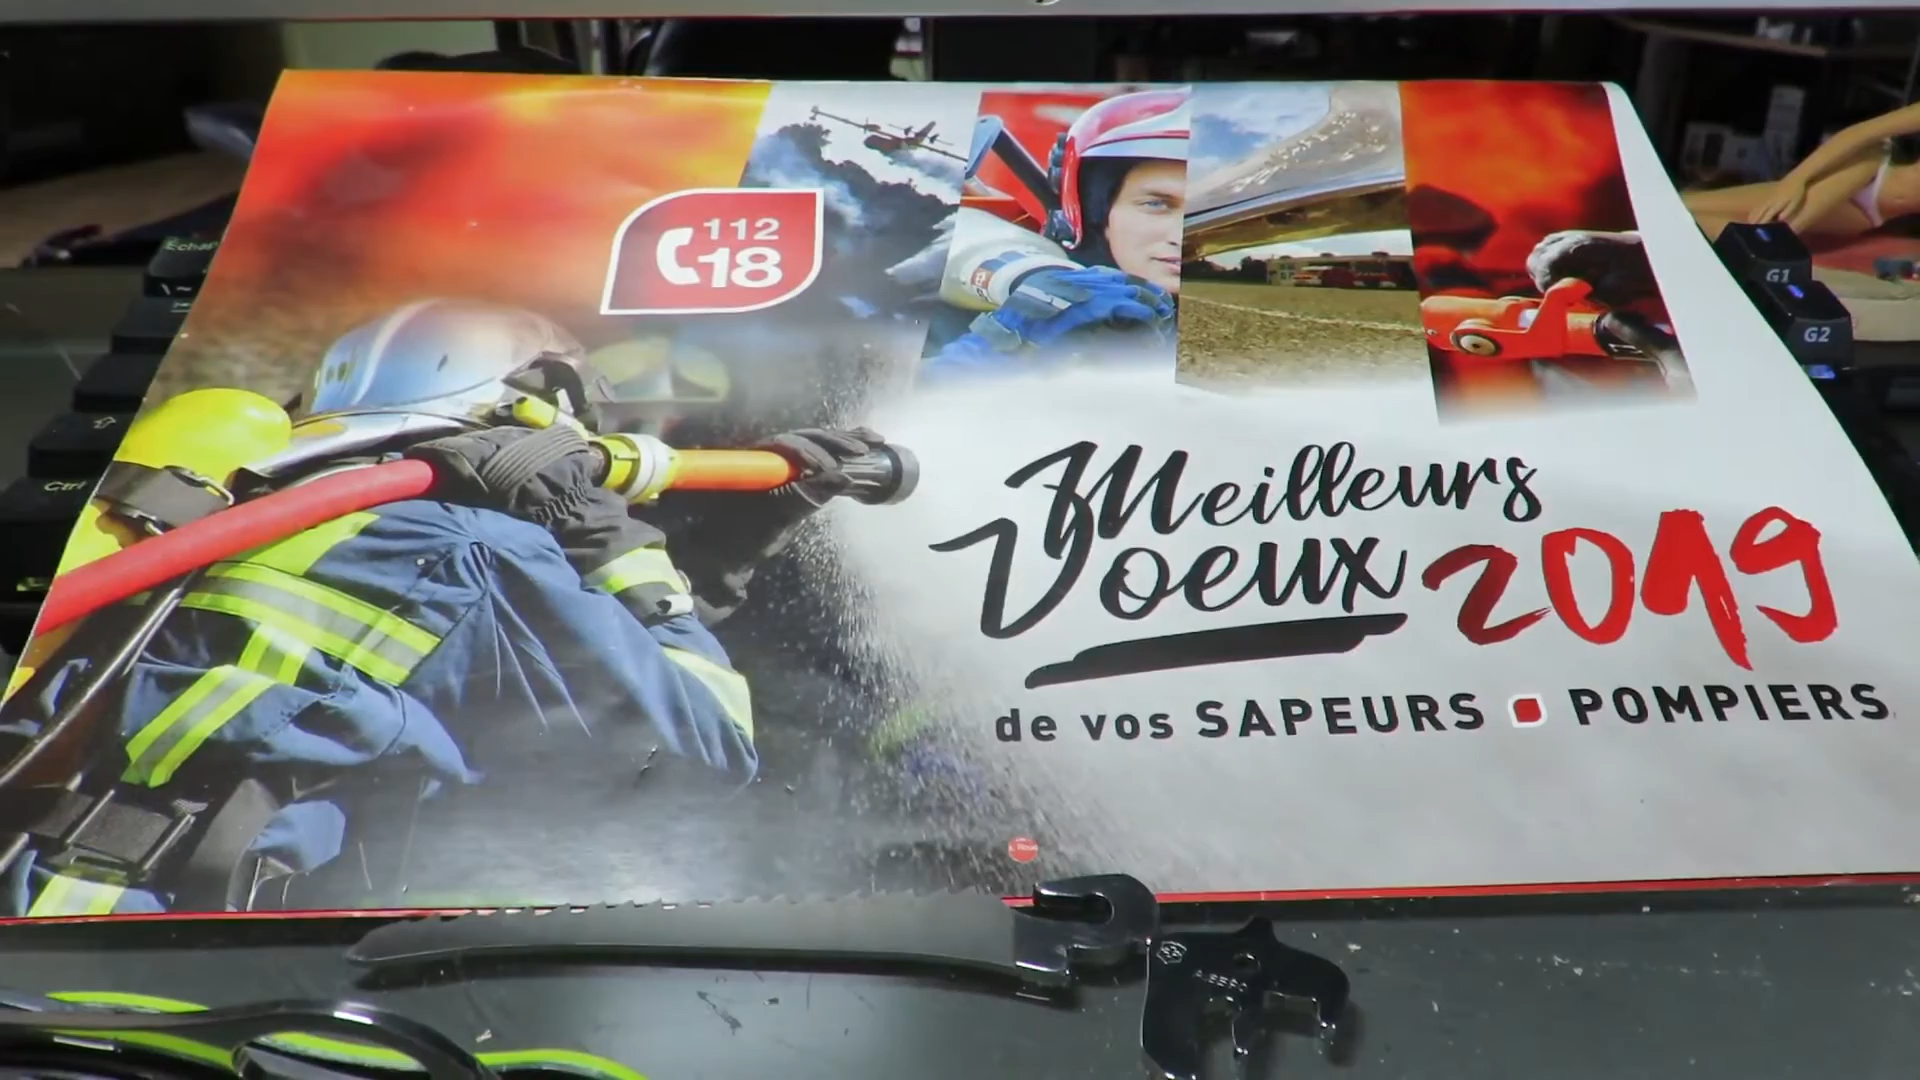 112
18
Meilleurs
Voeux 2019
de vos SAPEURS POMPIERS
G1
G2
Ctrl